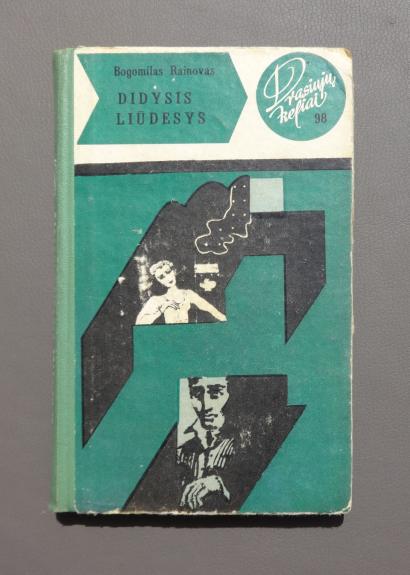 Bogomilas Rainovas
DIDYSIS
LIŪDESYS
Drąsiųjų
keliai
98